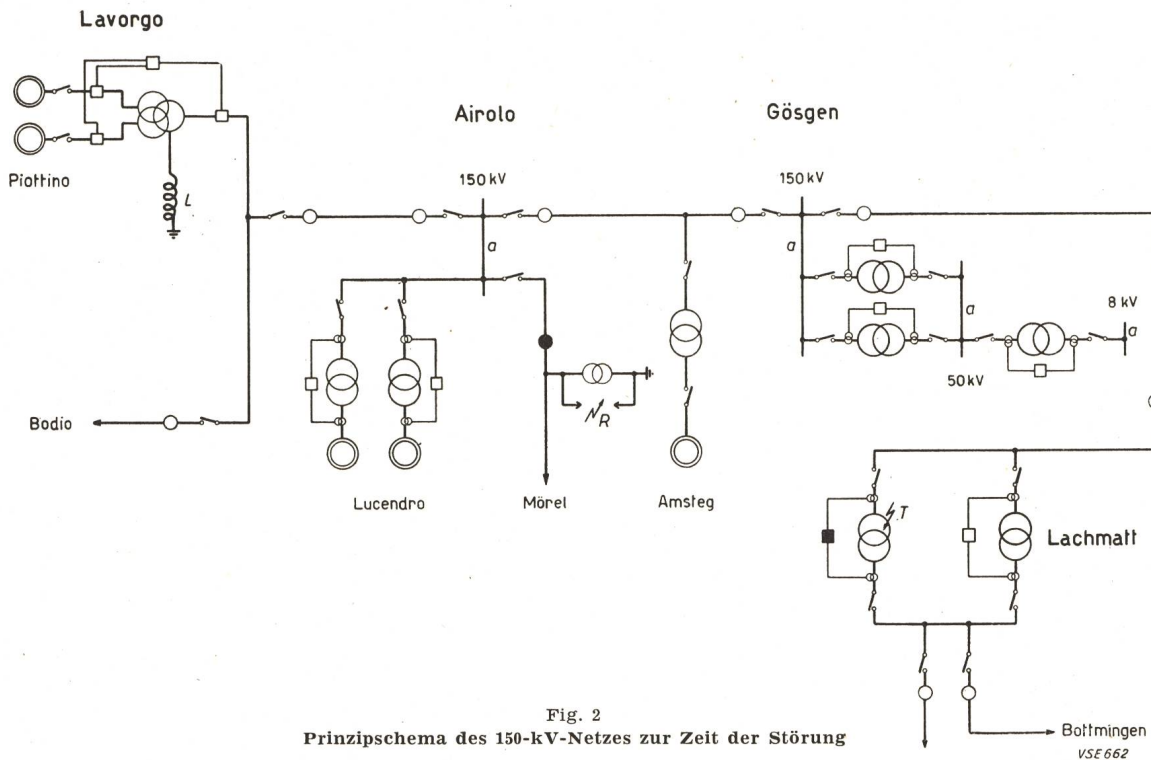 Lavorgo
Airolo
Gösgen
Piottino
150 kV
150 kV
L
a
a
8 kV
a
a
50 kV
R
Bodio
Lucendro
Mörel
Amsteg
T
Lachmatt
Fig. 2
Prinzipschema des 150-kV-Netzes zur Zeit der Störung
Bottmingen
VSE 662